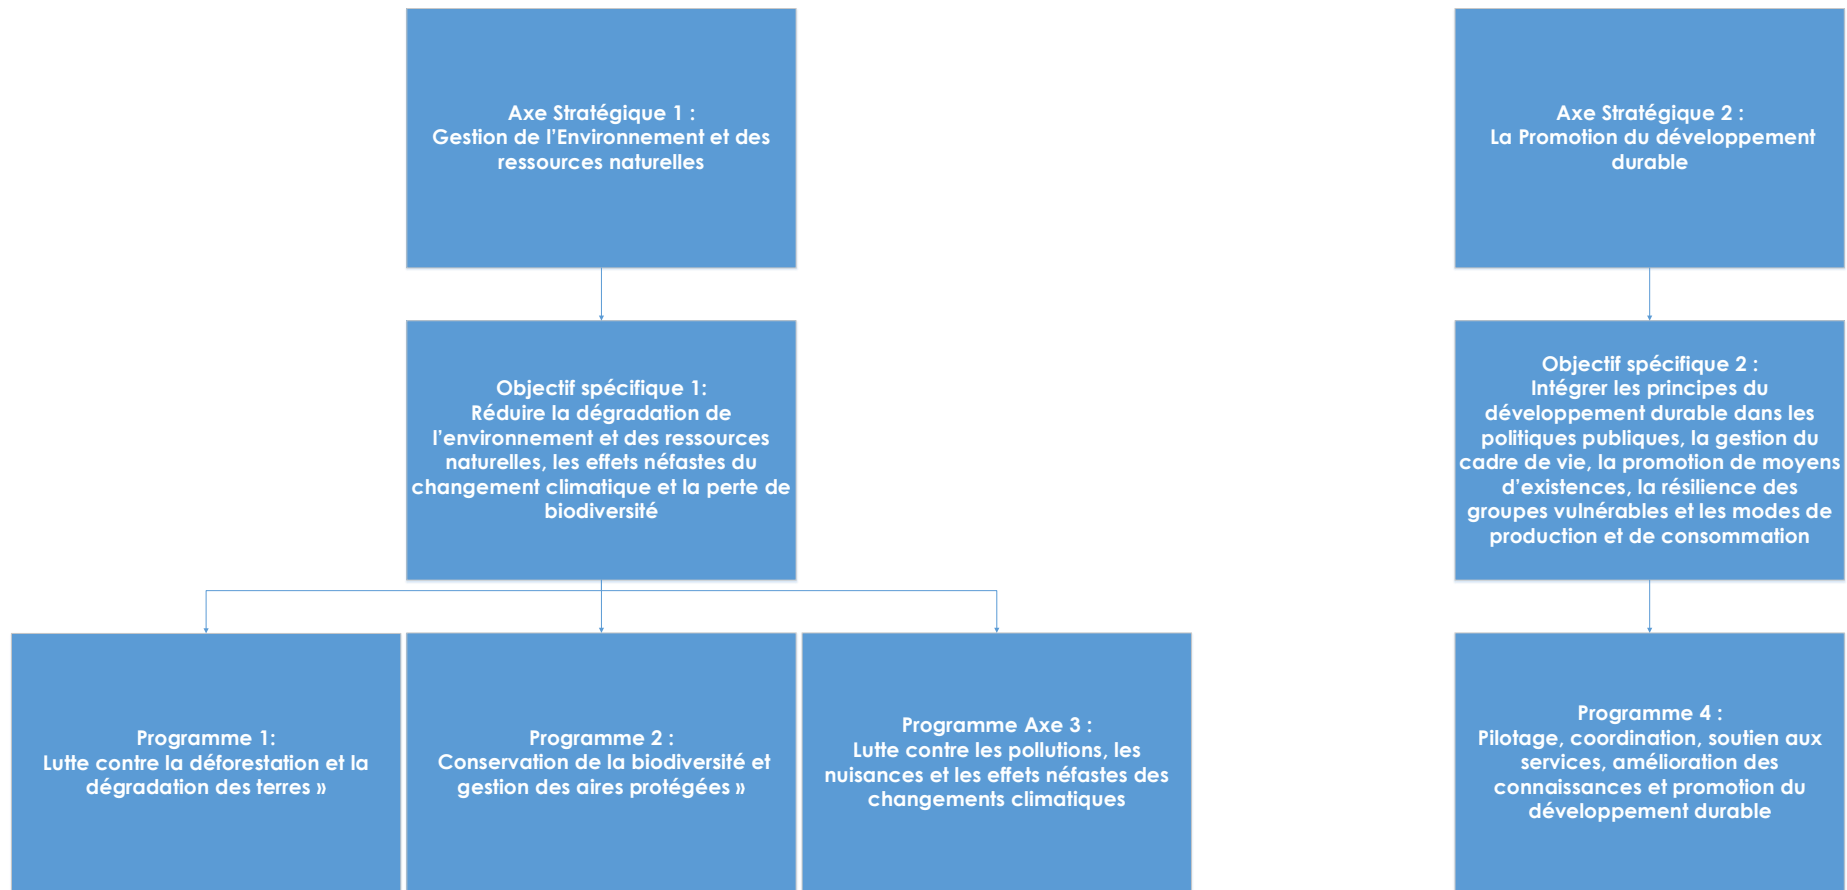 Axe Stratégique 1 :
Gestion de l’Environnement et des
ressources naturelles
Axe Stratégique 2 :
La Promotion du développement
durable
Objectif spécifique 1:
Réduire la dégradation de
l’environnement et des ressources
naturelles, les effets néfastes du
changement climatique et la perte de
biodiversité
Objectif spécifique 2 :
Intégrer les principes du
développement durable dans les
politiques publiques, la gestion du
cadre de vie, la promotion de moyens
d’existences, la résilience des
groupes vulnérables et les modes de
production et de consommation
Programme 1:
Lutte contre la déforestation et la
dégradation des terres »
Programme 2 :
Conservation de la biodiversité et
gestion des aires protégées »
Programme Axe 3 :
Lutte contre les pollutions, les
nuisances et les effets néfastes des
changements climatiques
Programme 4 :
Pilotage, coordination, soutien aux
services, amélioration des
connaissances et promotion du
développement durable